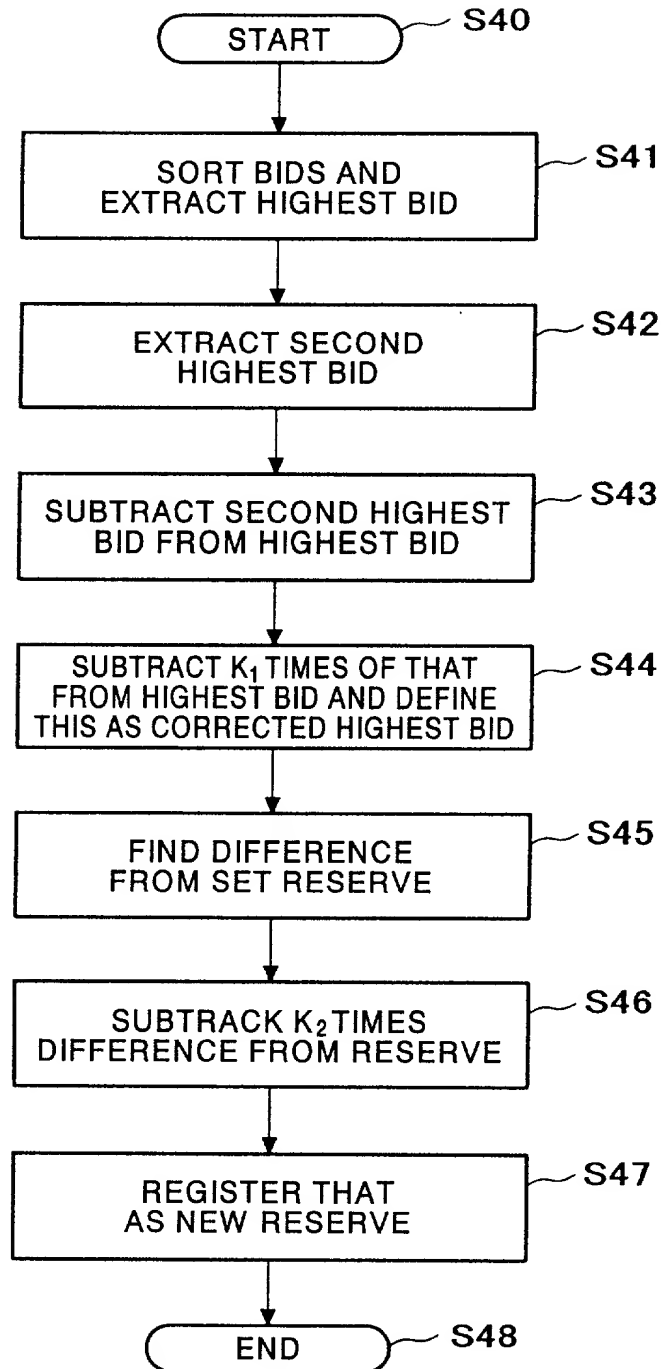 START
S40
SORT BIDS AND
EXTRACT HIGHEST BID
S41
EXTRACT SECOND
HIGHEST BID
S42
SUBTRACT SECOND HIGHEST
BID FROM HIGHEST BID
S43
SUBTRACT K₁ TIMES OF THAT
FROM HIGHEST BID AND DEFINE
THIS AS CORRECTED HIGHEST BID
S44
FIND DIFFERENCE
FROM SET RESERVE
S45
SUBTRACK K₂ TIMES
DIFFERENCE FROM RESERVE
S46
REGISTER THAT
AS NEW RESERVE
S47
END
S48